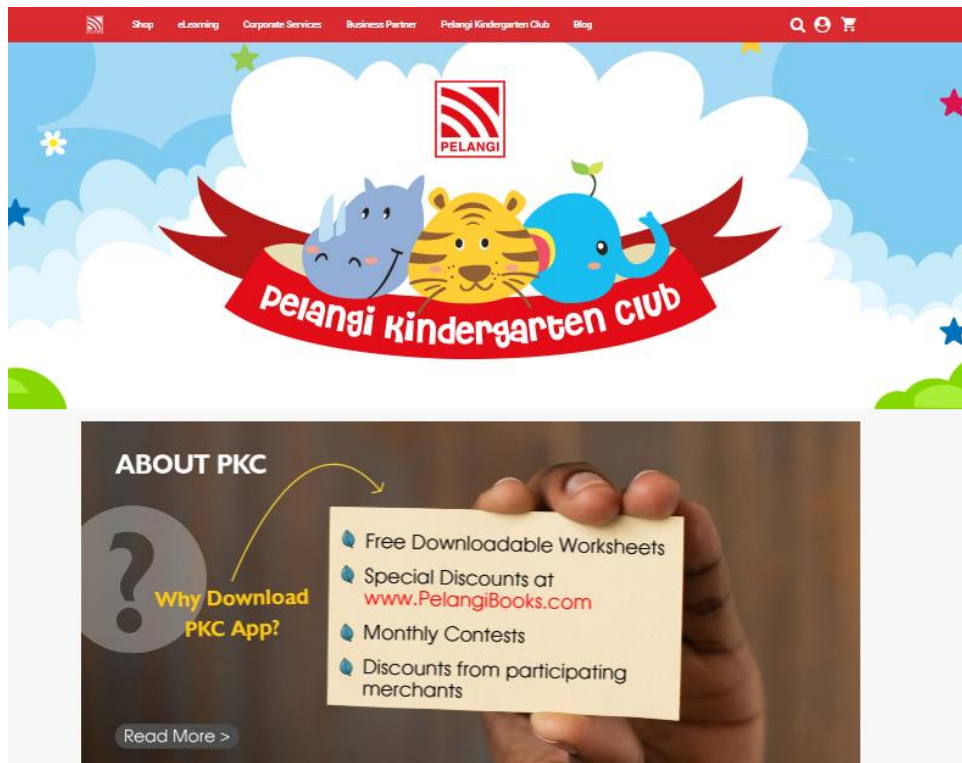 Shop eLearning Corporate Services Business Partner Pelangi Kindergarten Club Blog
PELANGI
Pelangi Kindergarten Club
ABOUT PKC
Why Download
PKC App?
Free Downloadable Worksheets
Special Discounts at
www.PelangiBooks.com
Monthly Contests
Discounts from participating
merchants
Read More >